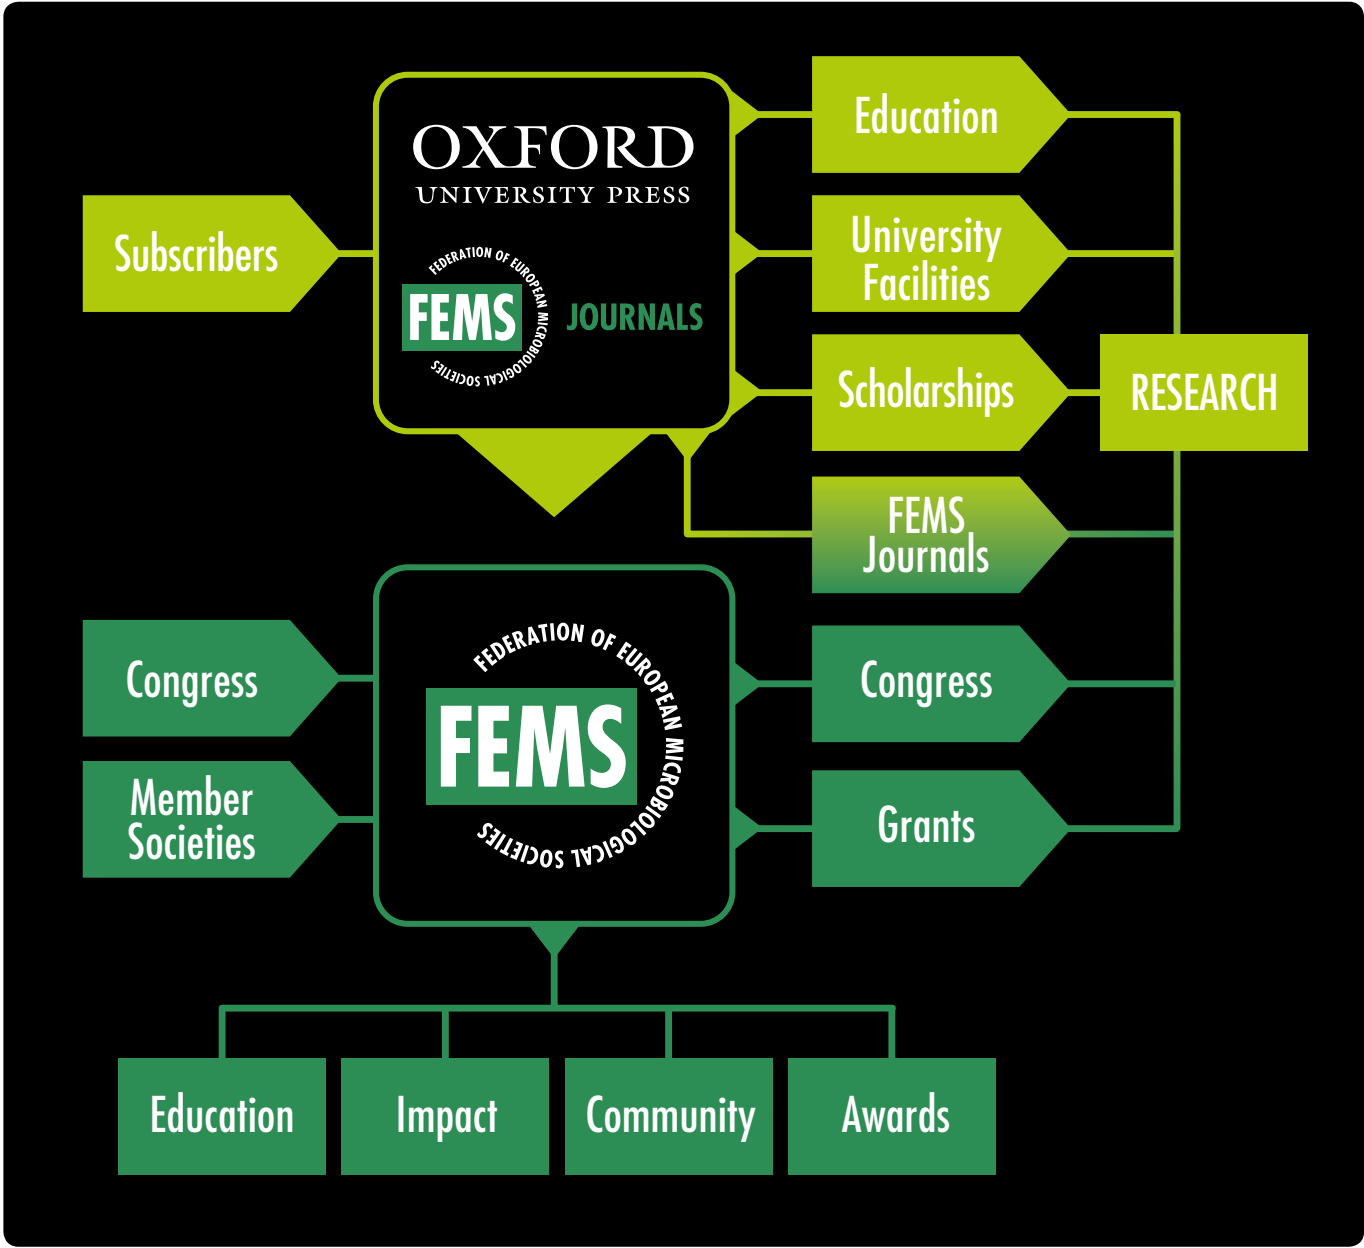 OXFORD
UNIVERSITY PRESS
FEDERATION OF EUROPEAN MICROBIOLOGICAL SOCIETIES
FEMS
JOURNALS
Subscribers
Education
University
Facilities
Scholarships
RESEARCH
FEMS
Journals
Congress
Member
Societies
FEDERATION OF EUROPEAN MICROBIOLOGICAL SOCIETIES
FEMS
Congress
Grants
Education
Impact
Community
Awards